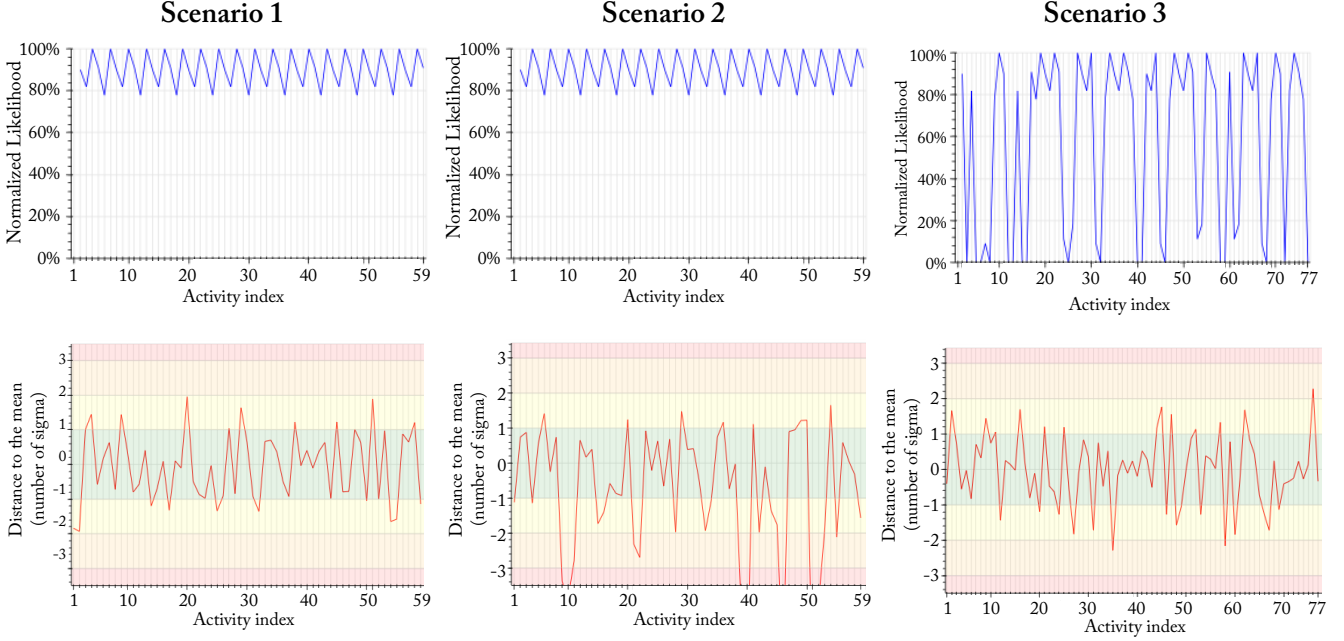 Scenario 1
Scenario 2
Scenario 3
Normalized Likelihood
100%
80%
60%
40%
20%
0%
1 10 20 30 40 50 59
Activity index
Normalized Likelihood
100%
80%
60%
40%
20%
0%
1 10 20 30 40 50 59
Activity index
Normalized Likelihood
100%
80%
60%
40%
20%
0%
1 10 20 30 40 50 60 70 77
Activity index
Distance to the mean
(number of sigma)
3
2
1
0
-1
-2
-3
1 10 20 30 40 50 59
Activity index
Distance to the mean
(number of sigma)
3
2
1
0
-1
-2
-3
1 10 20 30 40 50 59
Activity index
Distance to the mean
(number of sigma)
3
2
1
0
-1
-2
-3
1 10 20 30 40 50 60 70 77
Activity index